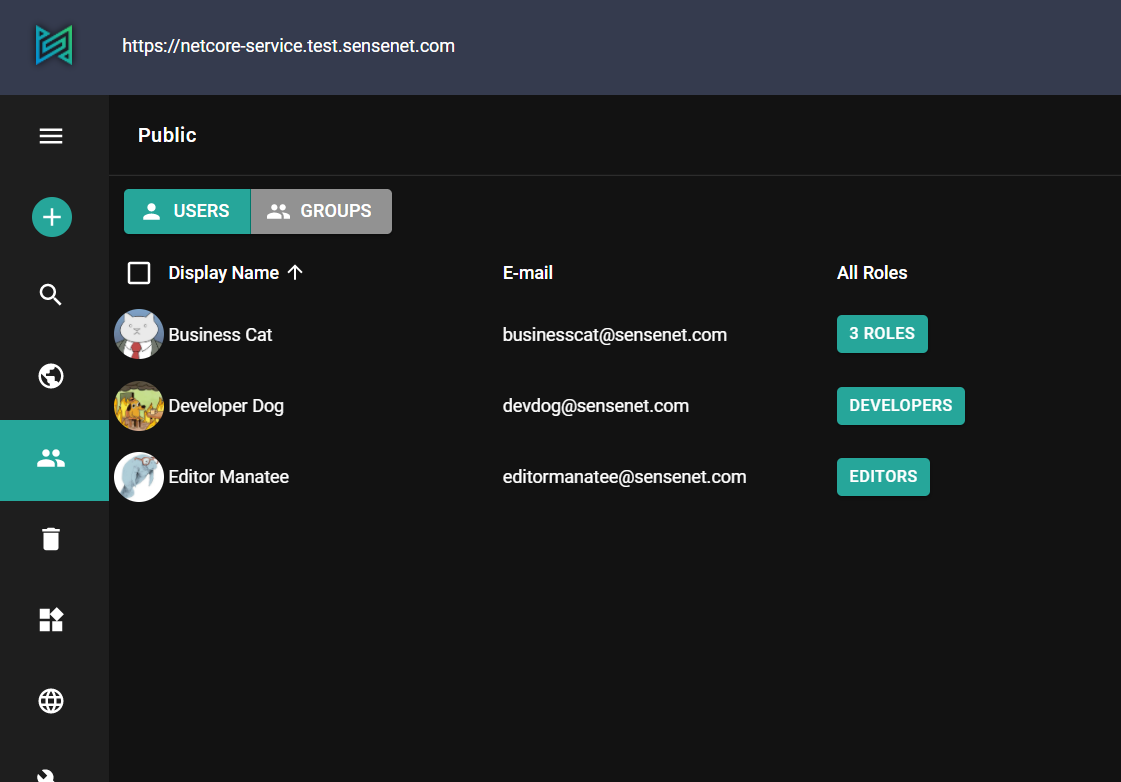 https://netcore-service.test.sensenet.com
Public
USERS GROUPS
Display Name E-mail All Roles
Business Cat businesscat@sensenet.com 3 ROLES
Developer Dog devdog@sensenet.com DEVELOPERS
Editor Manatee editormanatee@sensenet.com EDITORS